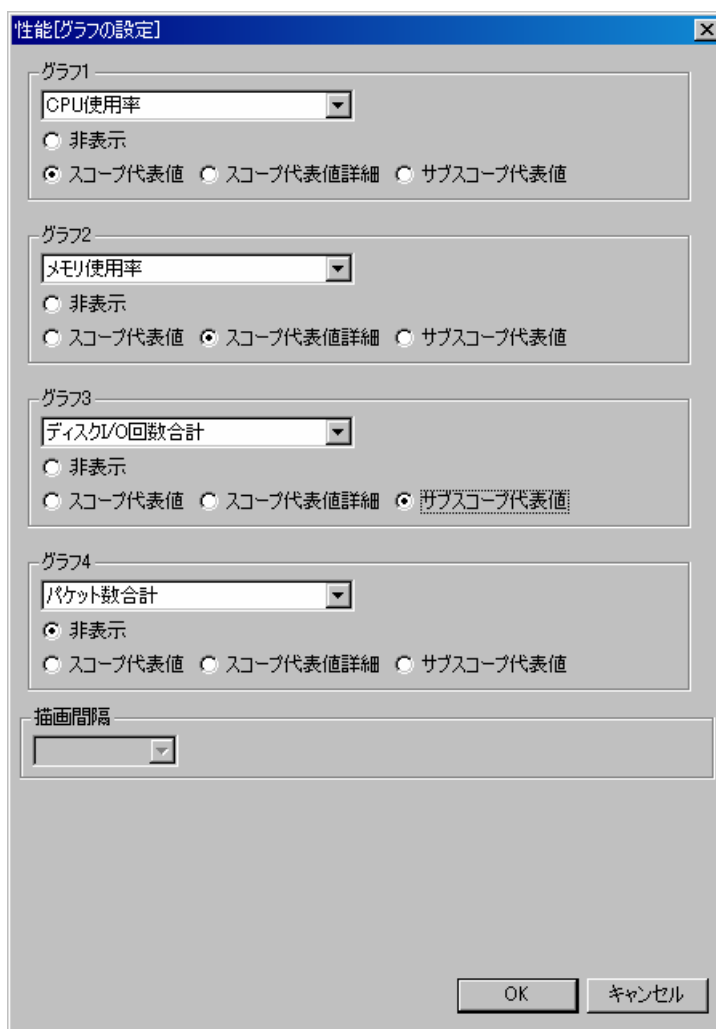 性能[グラフの設定]
グラフ1
CPU使用率
非表示
スコープ代表値 スコープ代表値詳細 サブスコープ代表値
グラフ2
メモリ使用率
非表示
スコープ代表値 スコープ代表値詳細 サブスコープ代表値
グラフ3
ディスクI/O回数合計
非表示
スコープ代表値 スコープ代表値詳細 サブスコープ代表値
グラフ4
パケット数合計
非表示
スコープ代表値 スコープ代表値詳細 サブスコープ代表値
描画間隔
OK キャンセル